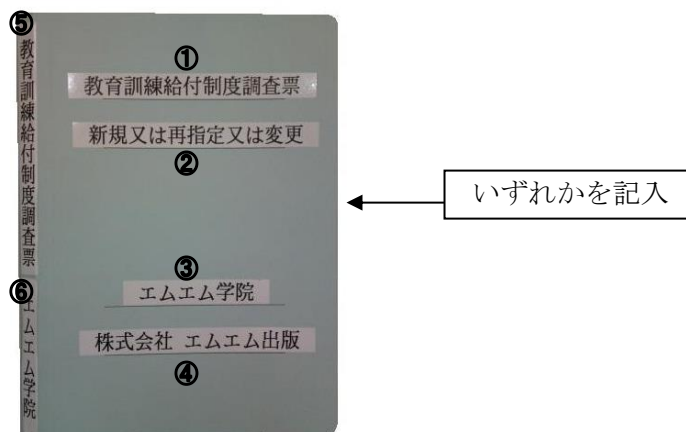 ⑤
教育訓練給付制度調査票
①
教育訓練給付制度調査票
新規又は再指定又は変更
②
いずれかを記入
③
⑥
エムエム学院
エムエム学院
株式会社 エムエム出版
④